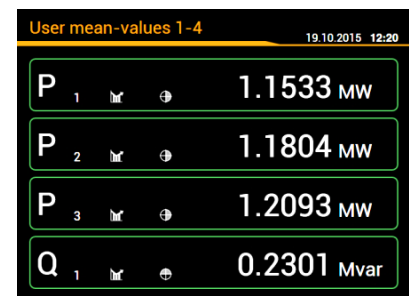 User mean-values 1-4
19.10.2015 12:20
P 1 1.1533 MW
P 2 1.1804 MW
P 3 1.2093 MW
Q 1 0.2301 Mvar